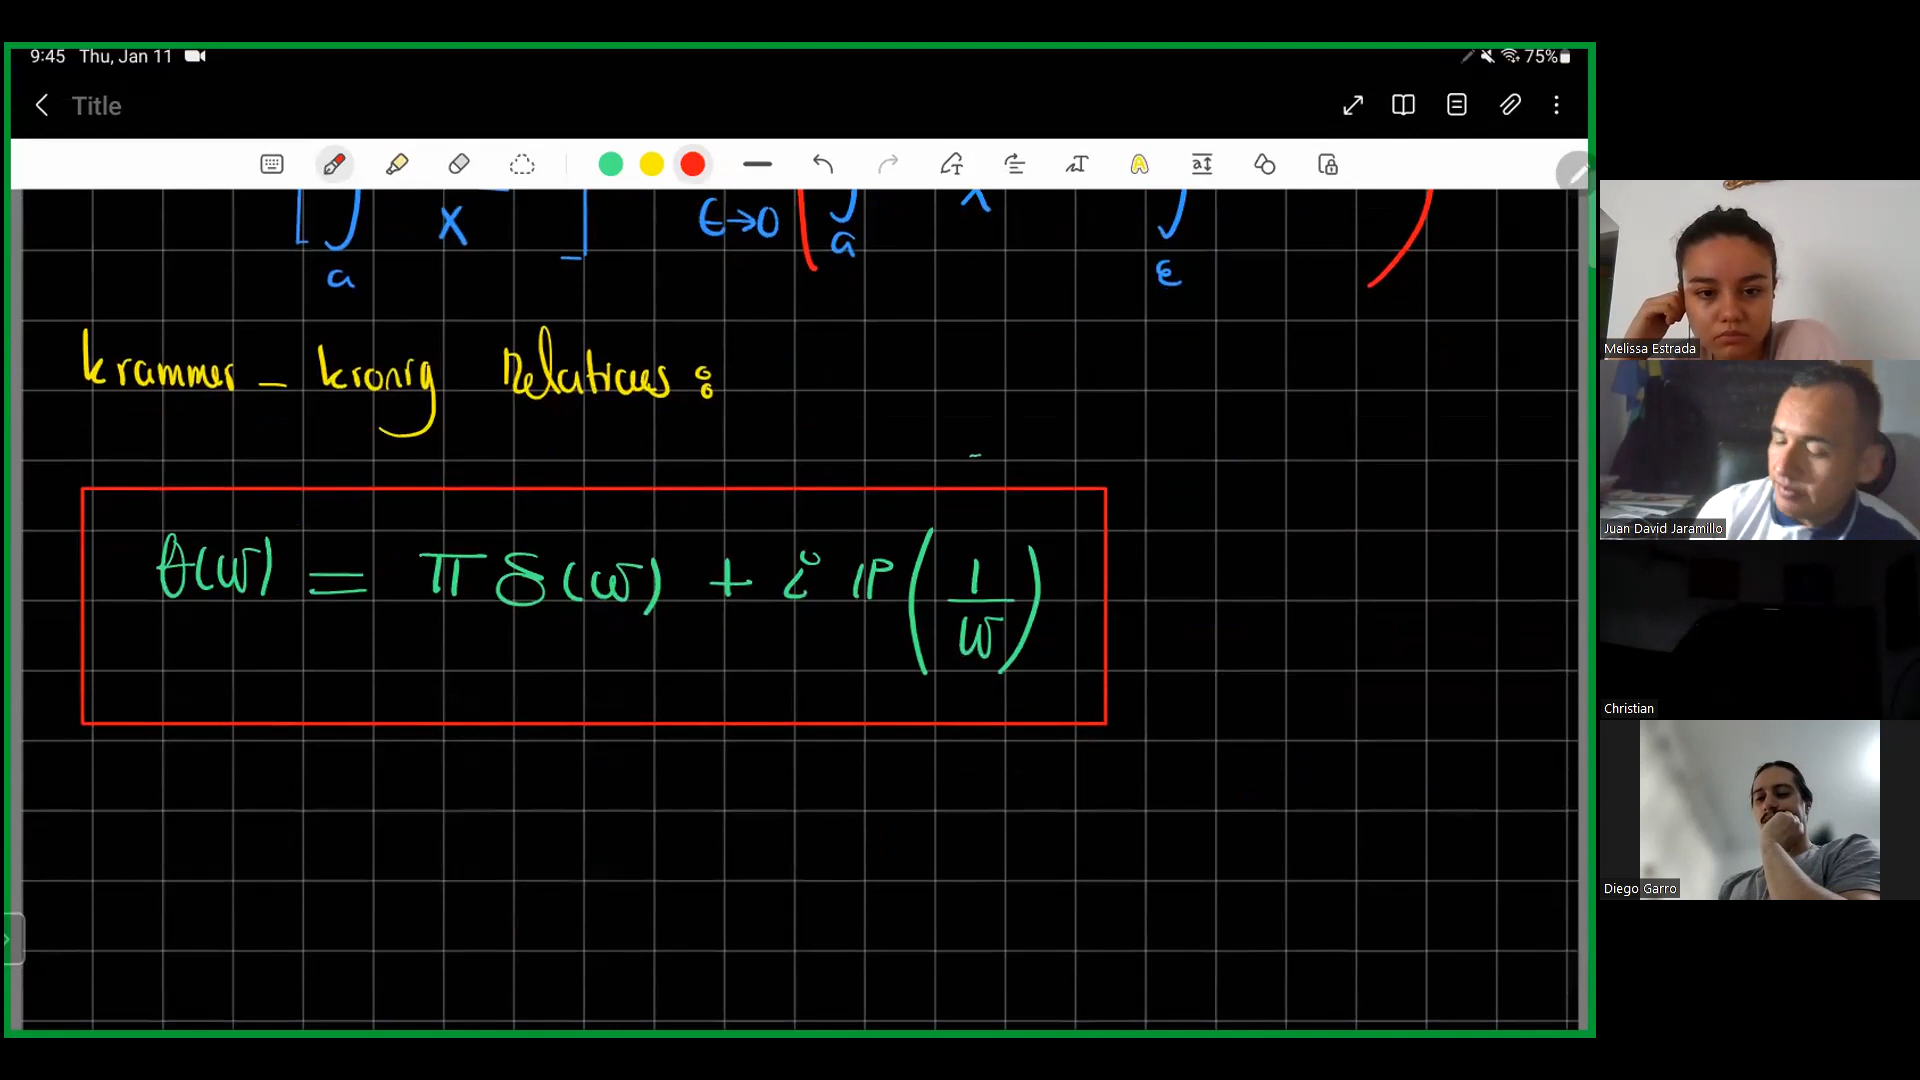 9:45 Thu, Jan 11 75%
Title
X ϵ→0 a X
a ε
krammer – kronig Relations :
θ(ω) = π δ(ω) + i IP ( 1 / ω )
Melissa Estrada
Juan David Jaramillo
Christian
Diego Garro